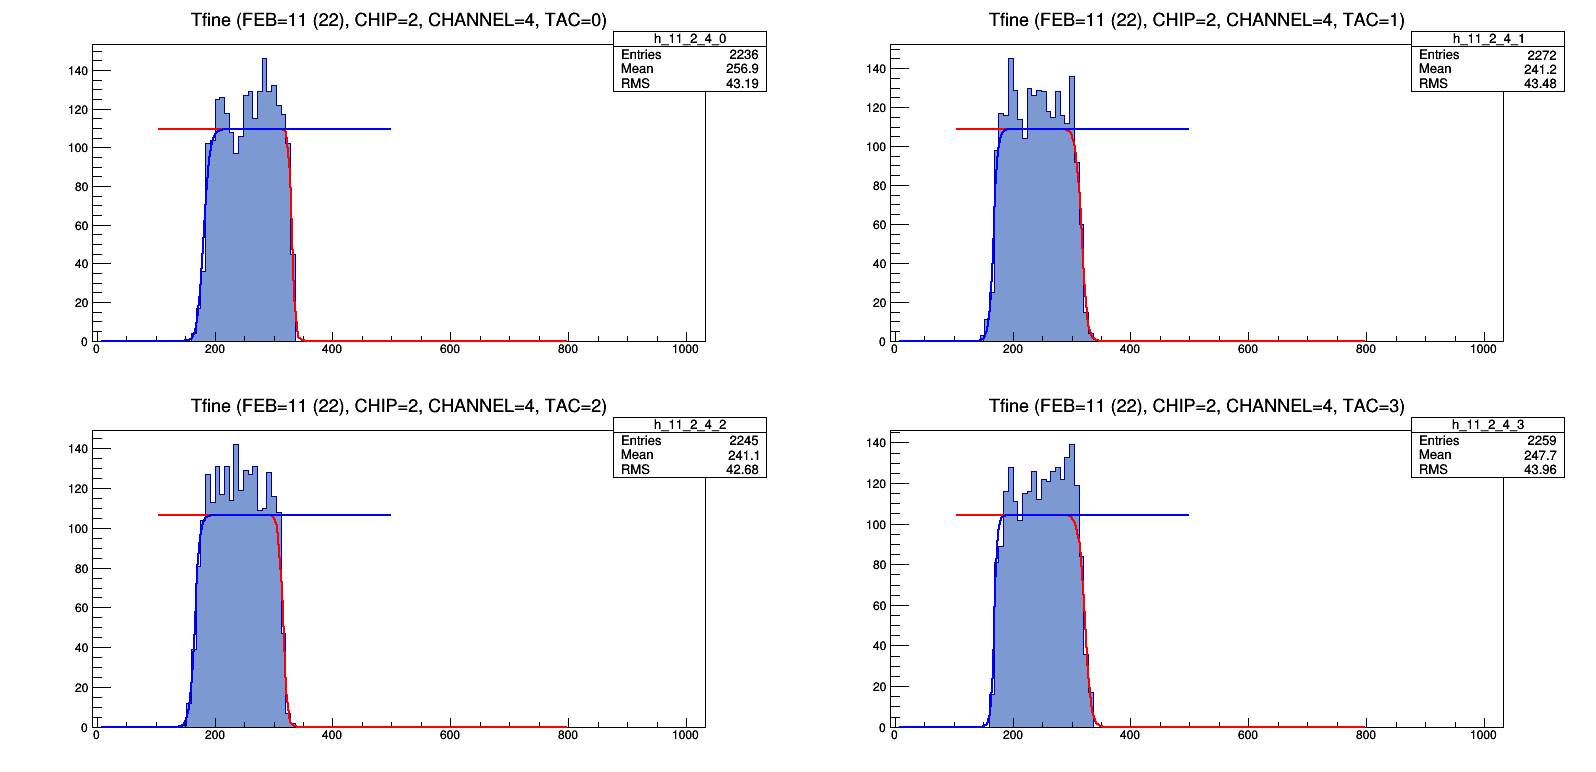 Tfine (FEB=11 (22), CHIP=2, CHANNEL=4, TAC=0)
h_11_2_4_0
Entries 2236
Mean 256.9
RMS 43.19
140
120
100
80
60
40
20
0
0 200 400 600 800 1000
Tfine (FEB=11 (22), CHIP=2, CHANNEL=4, TAC=1)
h_11_2_4_1
Entries 2272
Mean 241.2
RMS 43.48
140
120
100
80
60
40
20
0
0 200 400 600 800 1000
Tfine (FEB=11 (22), CHIP=2, CHANNEL=4, TAC=2)
h_11_2_4_2
Entries 2245
Mean 241.1
RMS 42.68
140
120
100
80
60
40
20
0
0 200 400 600 800 1000
Tfine (FEB=11 (22), CHIP=2, CHANNEL=4, TAC=3)
h_11_2_4_3
Entries 2259
Mean 247.7
RMS 43.96
140
120
100
80
60
40
20
0
0 200 400 600 800 1000